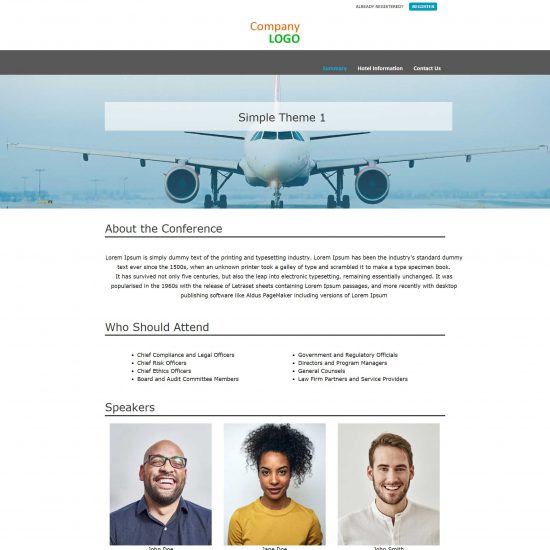 ALREADY REGISTERED? REGISTER
Company
LOGO
Summary Hotel Information Contact Us
Simple Theme 1
About the Conference
Lorem Ipsum is simply dummy text of the printing and typesetting industry. Lorem Ipsum has been the industry's standard dummy
text ever since the 1500s, when an unknown printer took a galley of type and scrambled it to make a type specimen book.
It has survived not only five centuries, but also the leap into electronic typesetting, remaining essentially unchanged. It was
popularised in the 1960s with the release of Letraset sheets containing Lorem Ipsum passages, and more recently with desktop
publishing software like Aldus PageMaker including versions of Lorem Ipsum
Who Should Attend
• Chief Compliance and Legal Officers
• Chief Risk Officers
• Chief Ethics Officers
• Board and Audit Committee Members
• Government and Regulatory Officials
• Directors and Program Managers
• General Counsels
• Law Firm Partners and Service Providers
Speakers
John Doe Jane Doe John Smith